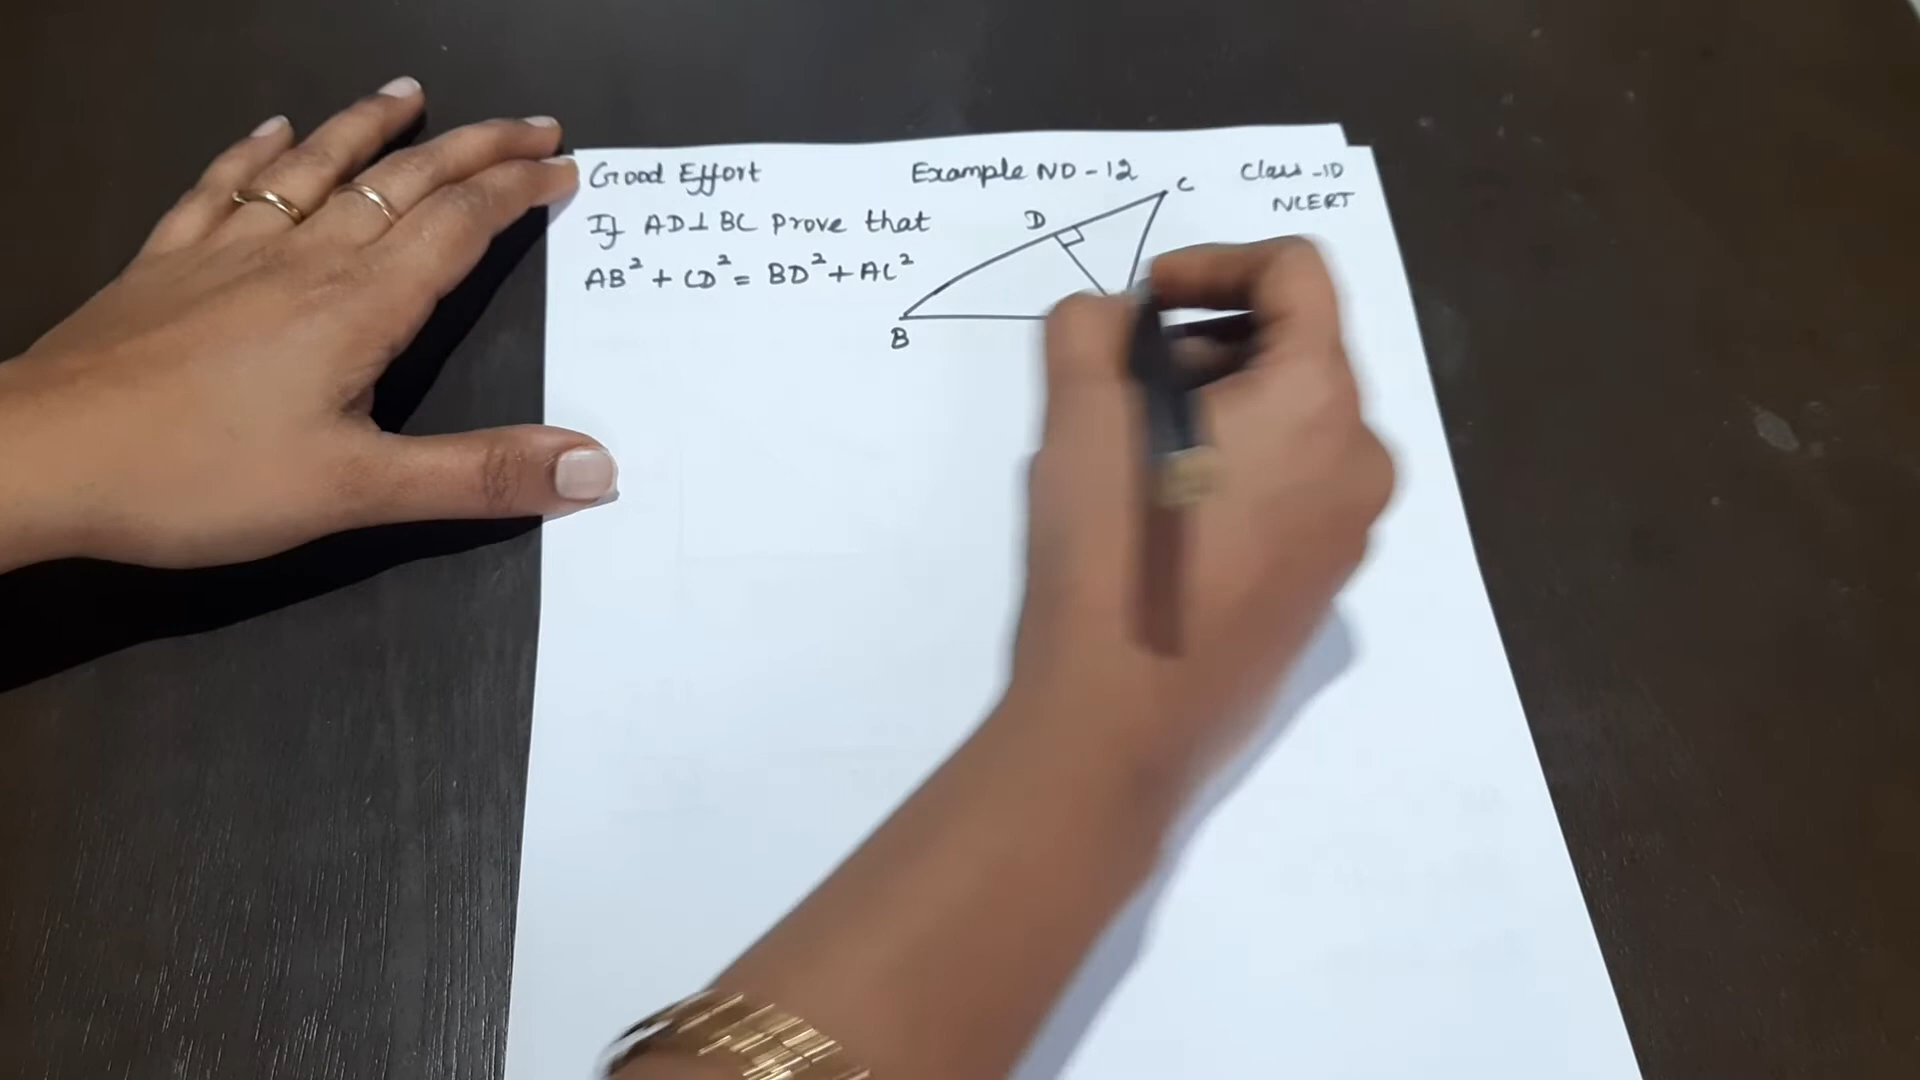 Good Effort Example NO-12 Class-10
NCERT
If AD⊥BC prove that
AB²+CD²=BD²+AC²
D
C
B